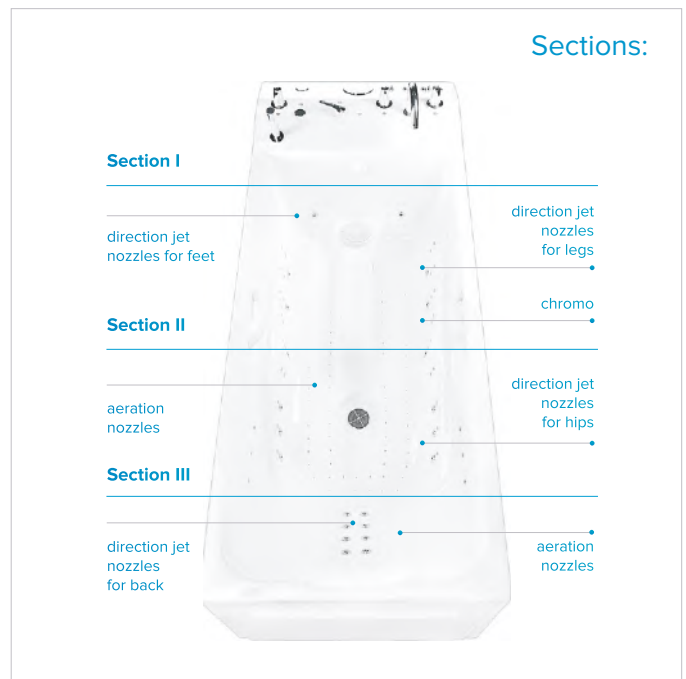 Sections:
Section I
direction jet
nozzles for feet
direction jet
nozzles
for legs
chromo
Section II
aeration
nozzles
direction jet
nozzles
for hips
Section III
direction jet
nozzles
for back
aeration
nozzles